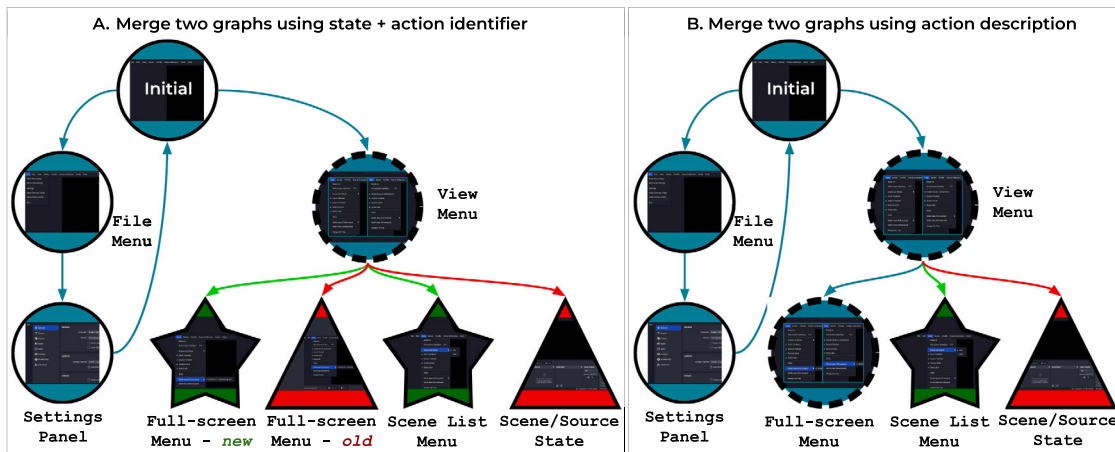 A. Merge two graphs using state + action identifier
Initial
File
Menu
View
Menu
Settings
Panel
Full-screen
Menu - new
Full-screen
Menu - old
Scene List
Menu
Scene/Source
State
B. Merge two graphs using action description
Initial
File
Menu
View
Menu
Settings
Panel
Full-screen
Menu
Scene List
Menu
Scene/Source
State